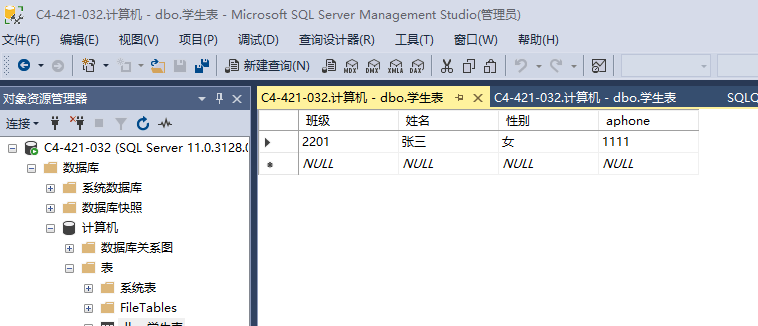 C4-421-032.计算机 - dbo.学生表 - Microsoft SQL Server Management Studio(管理员)
文件(F) 编辑(E) 视图(V) 项目(P) 调试(D) 查询设计器(R) 工具(T) 窗口(W) 帮助(H)
新建查询(N) MDX DMX XMLA DAX
对象资源管理器
C4-421-032.计算机 - dbo.学生表 C4-421-032.计算机 - dbo.学生表 SQLQ
连接
班级 姓名 性别 aphone
2201 张三 女 1111
NULL NULL NULL NULL
C4-421-032 (SQL Server 11.0.3128.0
数据库
系统数据库
数据库快照
计算机
数据库关系图
表
系统表
FileTables
dbo.学生表